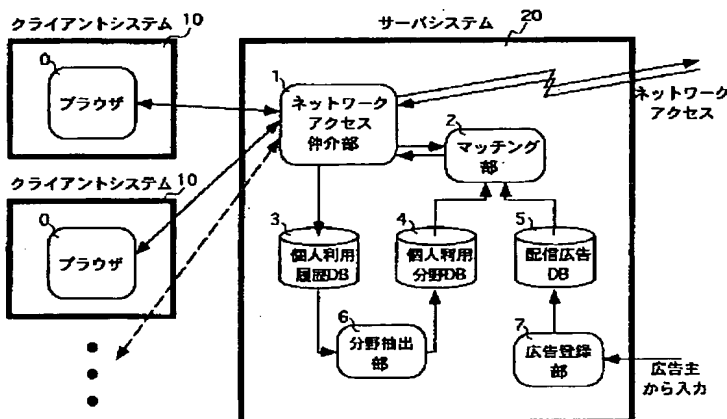 クライアントシステム
10
0
ブラウザ
クライアントシステム
10
0
ブラウザ
サーバシステム
20
1
ネットワーク
アクセス
仲介部
ネットワーク
アクセス
2
マッチング
部
3
個人利用
履歴DB
4
個人利用
分野DB
5
配信広告
DB
6
分野抽出
部
7
広告登録
部
広告主
から入力